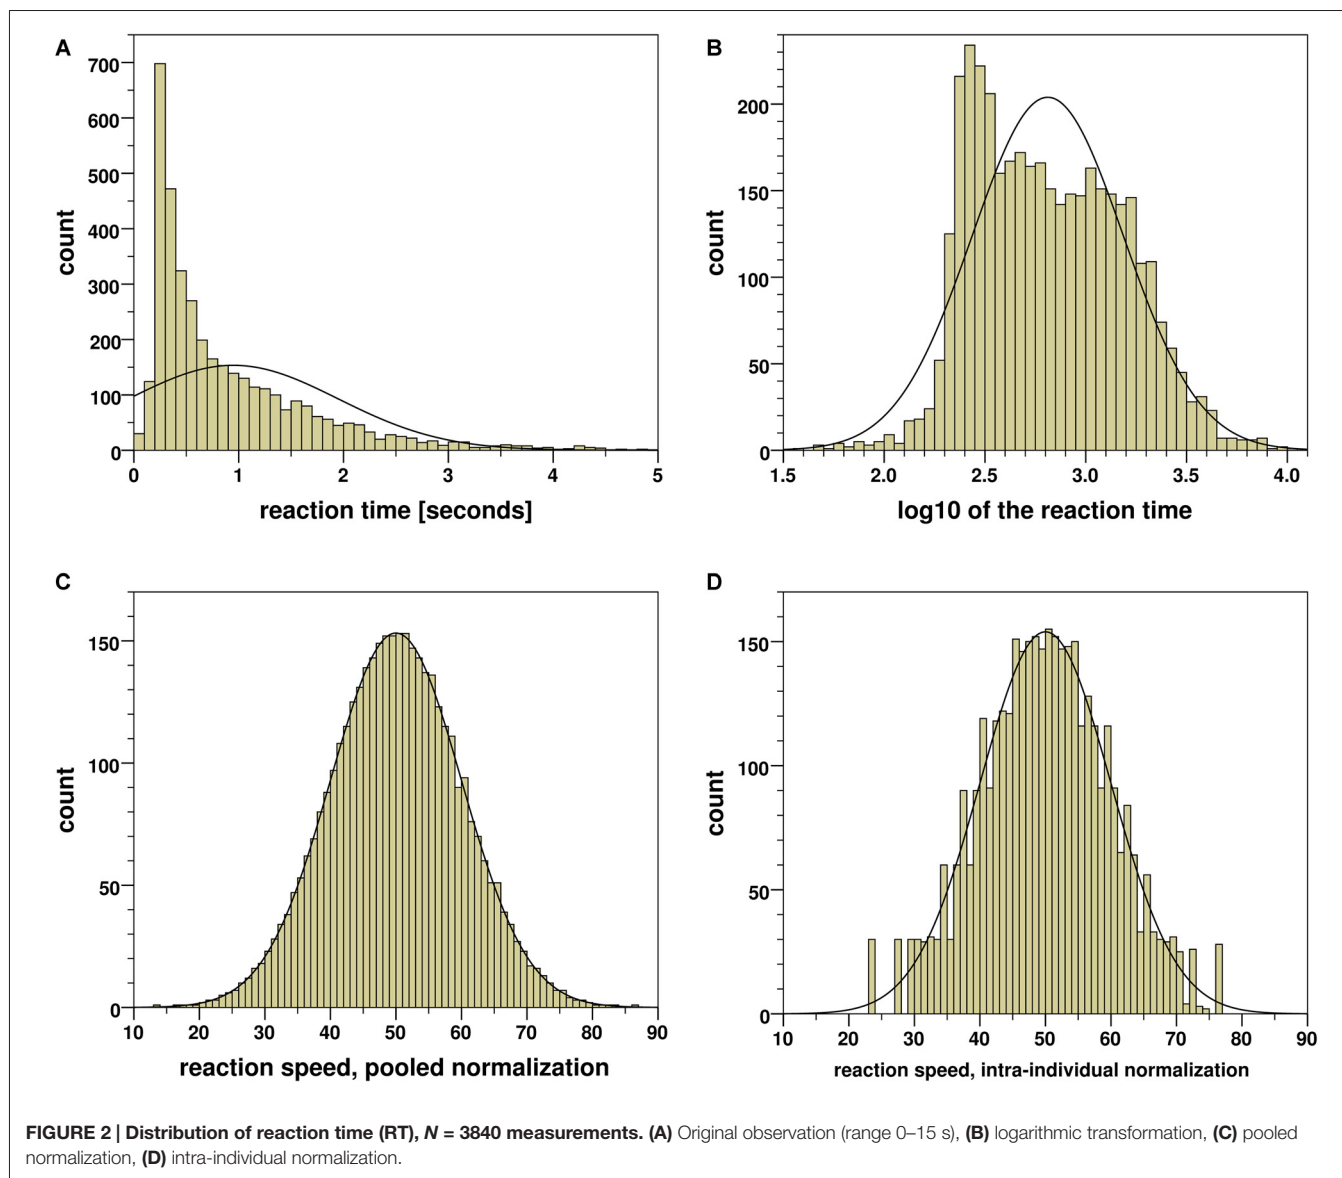 A
700
600
500
400
300
200
100
0
count
0 1 2 3 4 5
reaction time [seconds]
B
200
150
100
50
0
count
1.5 2.0 2.5 3.0 3.5 4.0
log10 of the reaction time
C
150
100
50
0
count
10 20 30 40 50 60 70 80 90
reaction speed, pooled normalization
D
150
100
50
0
count
10 20 30 40 50 60 70 80 90
reaction speed, intra-individual normalization
FIGURE 2 | Distribution of reaction time (RT), N = 3840 measurements. (A) Original observation (range 0–15 s), (B) logarithmic transformation, (C) pooled
normalization, (D) intra-individual normalization.